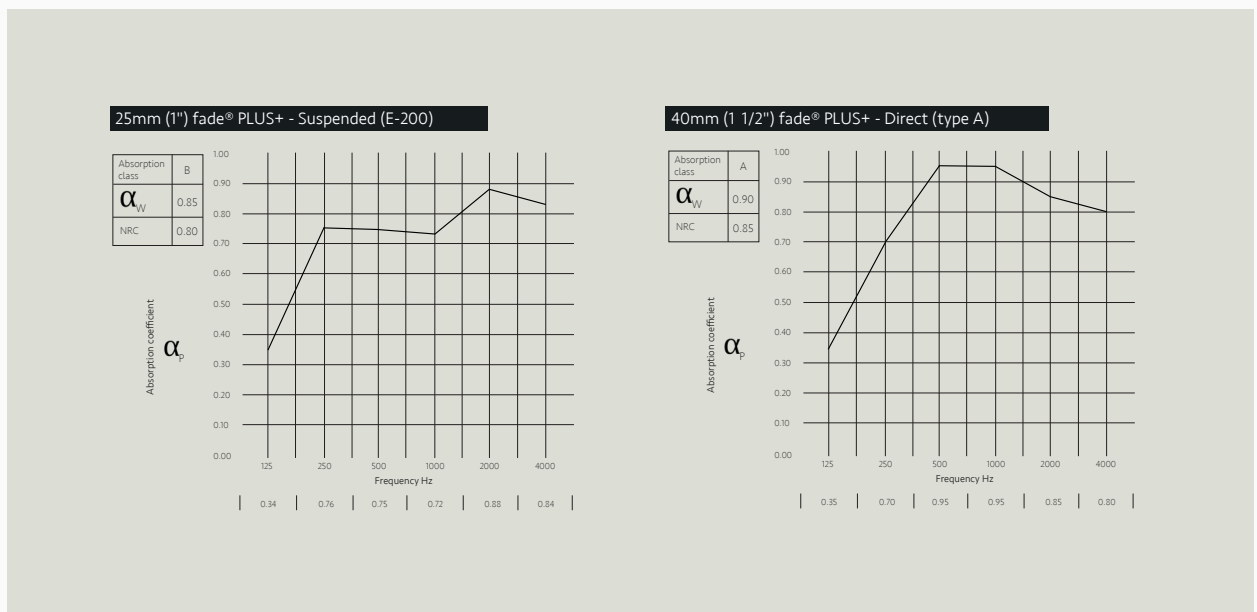 25mm (1") fade® PLUS+ - Suspended (E-200)
Absorption
class
B
αW
0.85
NRC
0.80
1.00
0.90
0.80
0.70
0.60
0.50
0.40
0.30
0.20
0.10
0.00
Absorption coefficient
αP
125 250 500 1000 2000 4000
Frequency Hz
0.34 0.76 0.75 0.72 0.88 0.84
40mm (1 1/2") fade® PLUS+ - Direct (type A)
Absorption
class
A
αW
0.90
NRC
0.85
1.00
0.90
0.80
0.70
0.60
0.50
0.40
0.30
0.20
0.10
0.00
Absorption coefficient
αP
125 250 500 1000 2000 4000
Frequency Hz
0.35 0.70 0.95 0.95 0.85 0.80